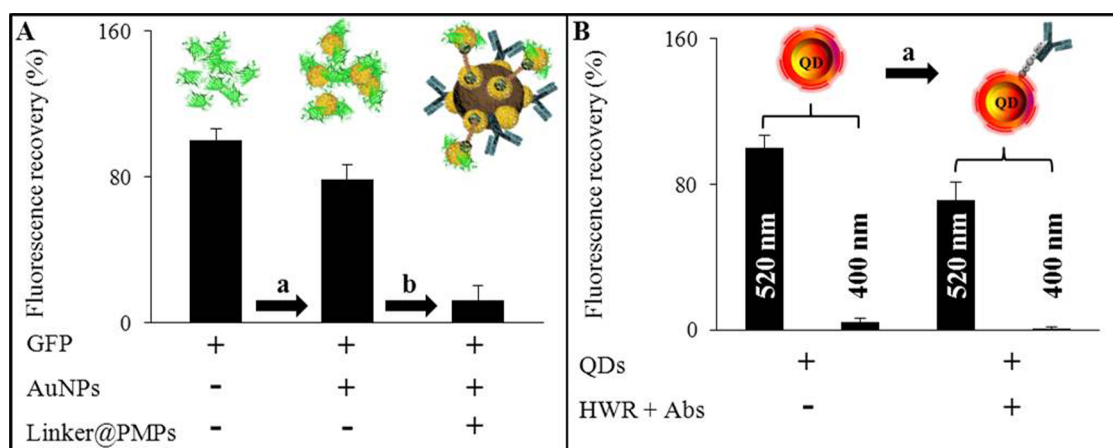 A
160
Fluorescence recovery (%)
80
0
a
b
GFP + + +
AuNPs - + +
Linker@PMPs - - +
B
160
Fluorescence recovery (%)
80
0
QD
a
QD
520 nm
400 nm
520 nm
400 nm
QDs + +
HWR + Abs - +